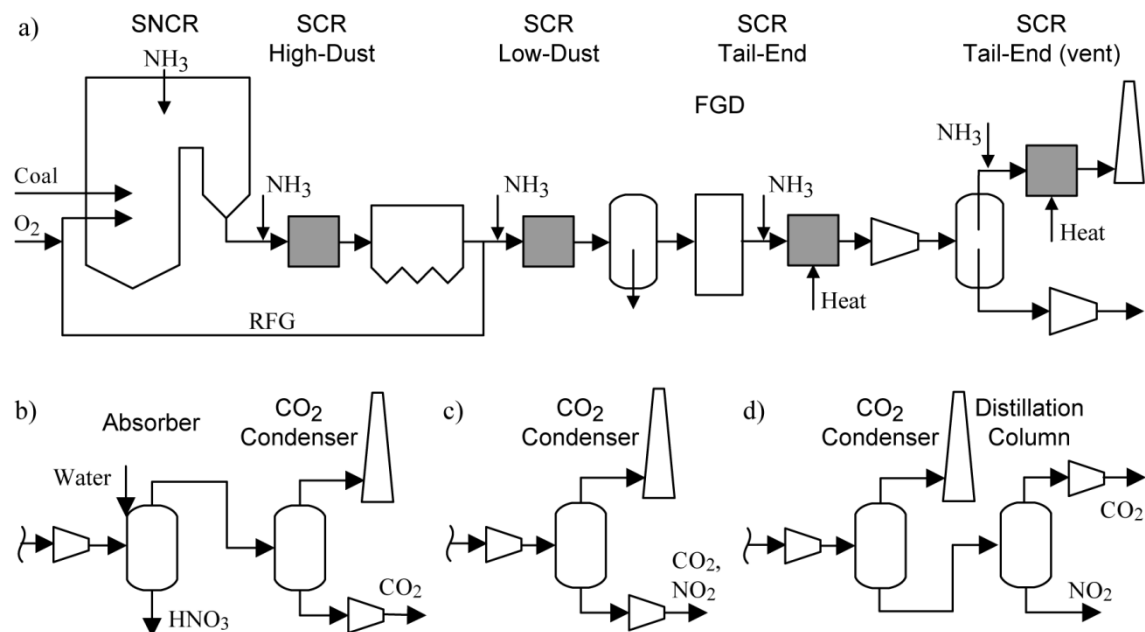 a)
SNCR
SCR
High-Dust
SCR
Low-Dust
SCR
Tail-End
SCR
Tail-End (vent)
NH3
FGD
NH3
Coal
NH3
NH3
NH3
O2
Heat
RFG
Heat
b)
Absorber
CO2
Condenser
c)
CO2
Condenser
d)
CO2
Condenser
Distillation
Column
Water
CO2
CO2,
NO2
CO2
HNO3
NO2